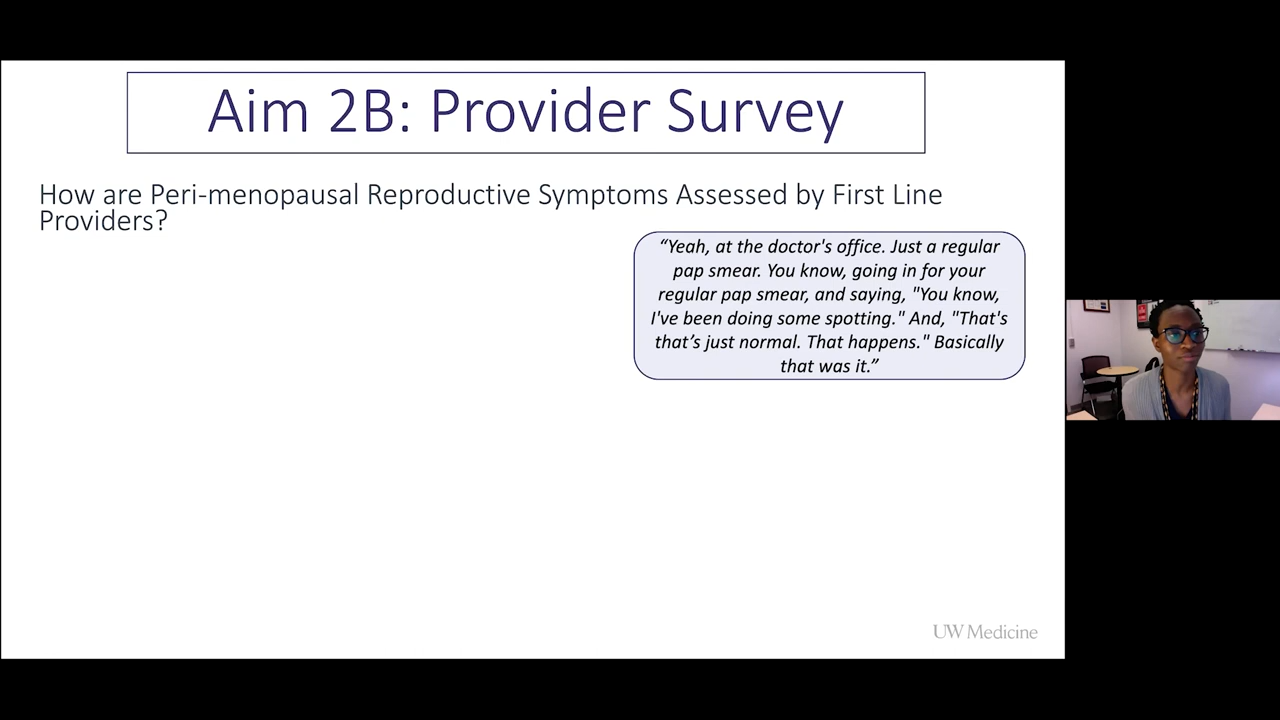 Aim 2B: Provider Survey
How are Peri-menopausal Reproductive Symptoms Assessed by First Line
Providers?
“Yeah, at the doctor's office. Just a regular
pap smear. You know, going in for your
regular pap smear, and saying, "You know,
I've been doing some spotting." And, "That's
that’s just normal. That happens." Basically
that was it.”
UW Medicine